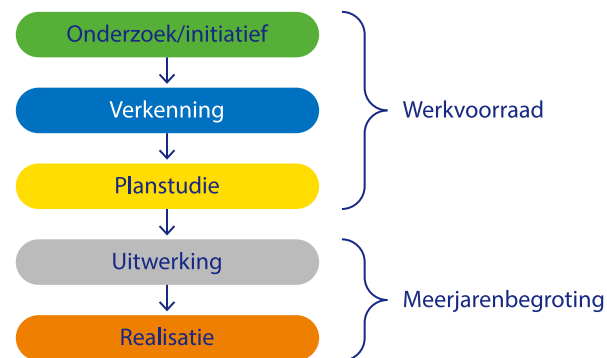 Onderzoek/initiatief
Verkenning
Werkvoorraad
Planstudie
Uitwerking
Meerjarenbegroting
Realisatie